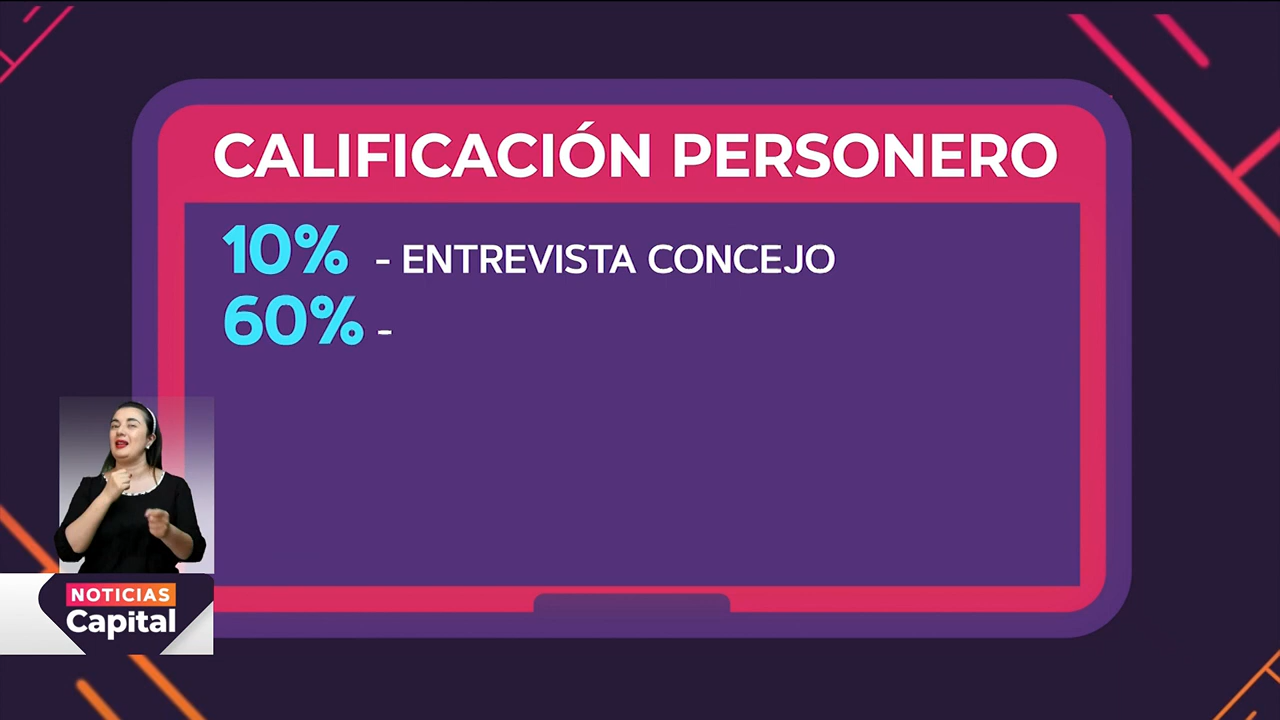 CALIFICACIÓN PERSONERO
10% - ENTREVISTA CONCEJO
60% -
NOTICIAS
Capital